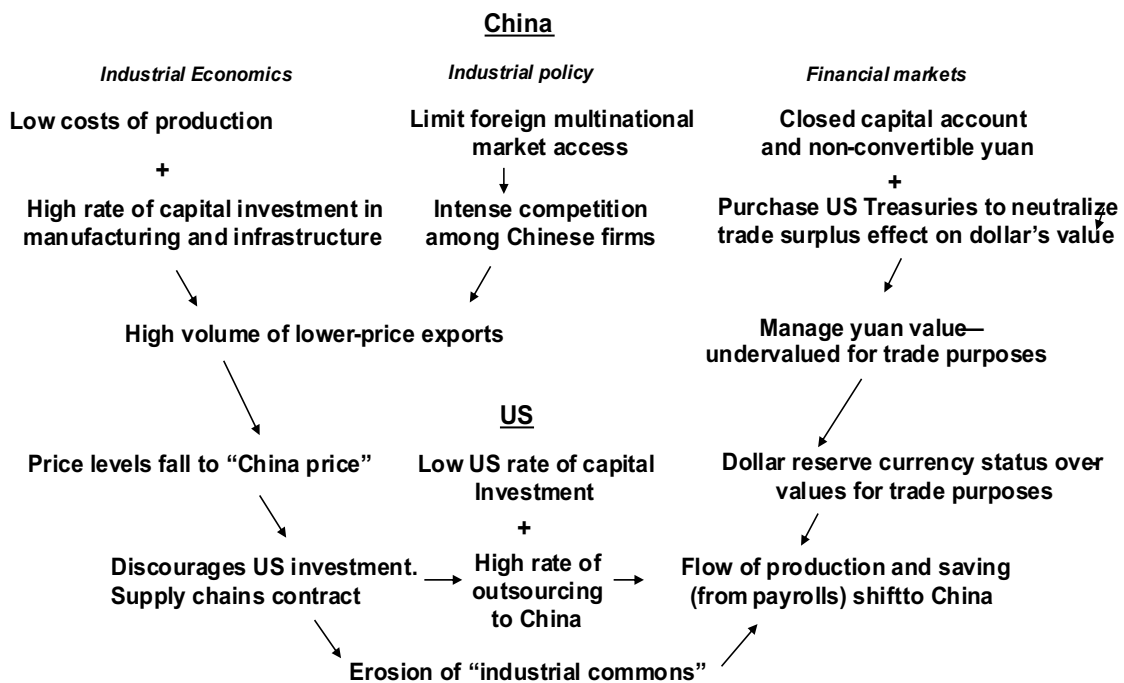 China
Industrial Economics
Industrial policy
Financial markets
Low costs of production
+
High rate of capital investment in
manufacturing and infrastructure
Limit foreign multinational
market access
Intense competition
among Chinese firms
Closed capital account
and non-convertible yuan
+
Purchase US Treasuries to neutralize
trade surplus effect on dollar’s value
High volume of lower-price exports
Manage yuan value—
undervalued for trade purposes
US
Price levels fall to “China price”
Low US rate of capital
Investment
+
High rate of
outsourcing
to China
Dollar reserve currency status over-
values for trade purposes
Discourages US investment.
Supply chains contract
Flow of production and saving
(from payrolls) shiftto China
Erosion of “industrial commons”